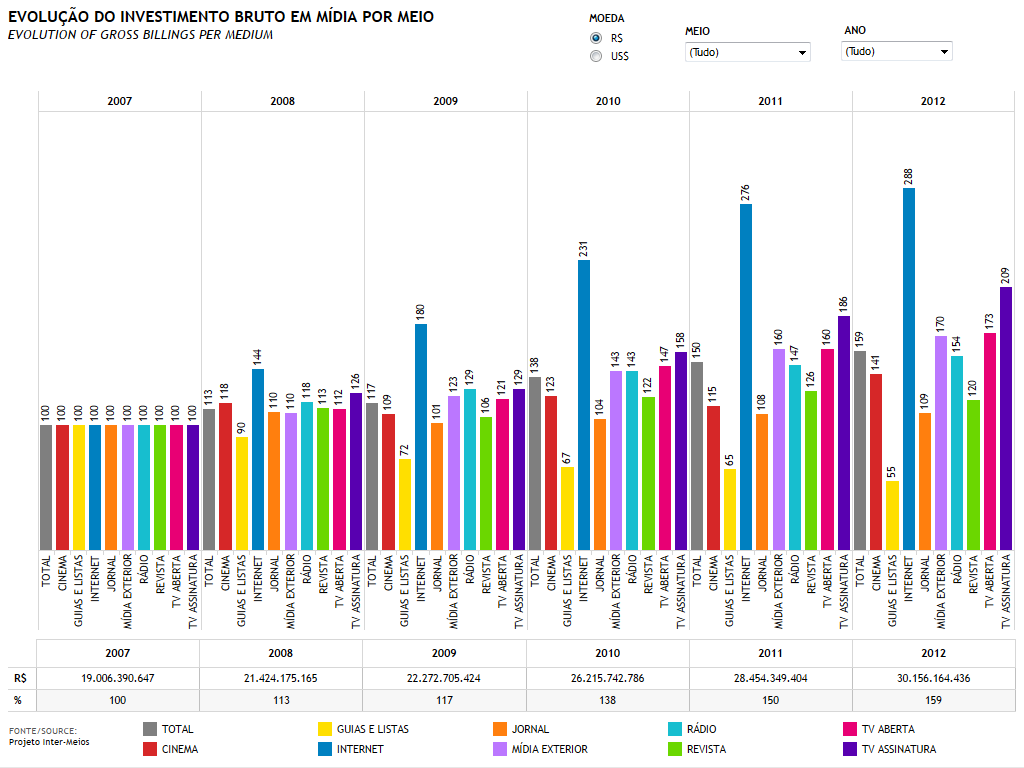 EVOLUÇÃO DO INVESTIMENTO BRUTO EM MÍDIA POR MEIO
EVOLUTION OF GROSS BILLINGS PER MEDIUM
MOEDA
R$
US$
MEIO
(Tudo)
ANO
(Tudo)
2007 2008 2009 2010 2011 2012
100 100 100 100 100 100 100 100 100 100
113 118 90 144 110 110 118 113 112 126
117 109 72 180 101 123 129 106 121 129
138 123 67 231 104 143 143 122 147 158
150 115 65 276 108 160 147 126 160 186
159 141 55 288 109 170 154 120 173 209
TOTAL CINEMA GUIAS E LISTAS INTERNET JORNAL MÍDIA EXTERIOR RÁDIO REVISTA TV ABERTA TV ASSINATURA
TOTAL CINEMA GUIAS E LISTAS INTERNET JORNAL MÍDIA EXTERIOR RÁDIO REVISTA TV ABERTA TV ASSINATURA
TOTAL CINEMA GUIAS E LISTAS INTERNET JORNAL MÍDIA EXTERIOR RÁDIO REVISTA TV ABERTA TV ASSINATURA
TOTAL CINEMA GUIAS E LISTAS INTERNET JORNAL MÍDIA EXTERIOR RÁDIO REVISTA TV ABERTA TV ASSINATURA
TOTAL CINEMA GUIAS E LISTAS INTERNET JORNAL MÍDIA EXTERIOR RÁDIO REVISTA TV ABERTA TV ASSINATURA
TOTAL CINEMA GUIAS E LISTAS INTERNET JORNAL MÍDIA EXTERIOR RÁDIO REVISTA TV ABERTA TV ASSINATURA
2007 2008 2009 2010 2011 2012
R$ 19.006.390.647 21.424.175.165 22.272.705.424 26.215.742.786 28.454.349.404 30.156.164.436
% 100 113 117 138 150 159
FONTE/SOURCE:
Projeto Inter-Meios
TOTAL GUIAS E LISTAS JORNAL RÁDIO TV ABERTA
CINEMA INTERNET MÍDIA EXTERIOR REVISTA TV ASSINATURA